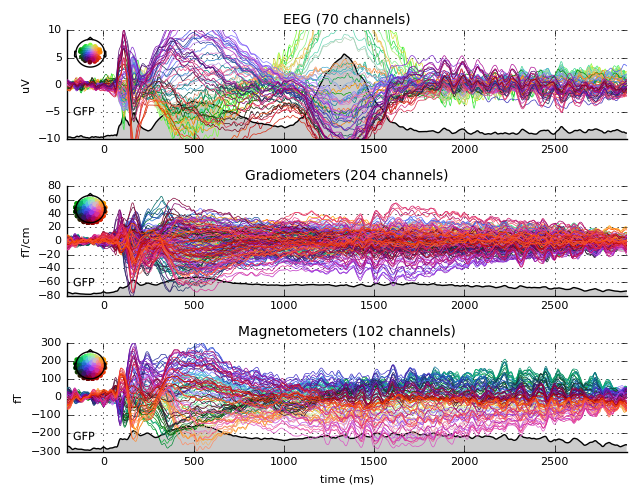 EEG (70 channels)
10
5
0
−5
−10
uV
GFP
0 500 1000 1500 2000 2500
Gradiometers (204 channels)
80
60
40
20
0
−20
−40
−60
−80
fT/cm
GFP
0 500 1000 1500 2000 2500
Magnetometers (102 channels)
300
200
100
0
−100
−200
−300
fT
GFP
0 500 1000 1500 2000 2500
time (ms)